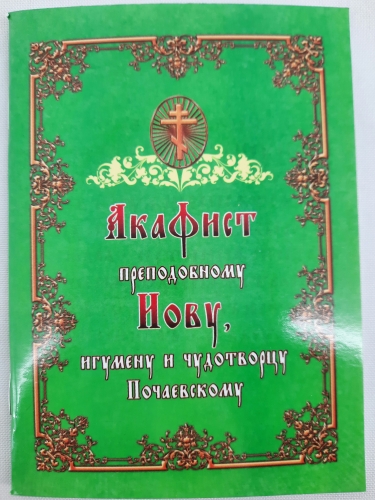 Акафист
преподобному
Иову,
игумену и чудотворцу
Почаевскому